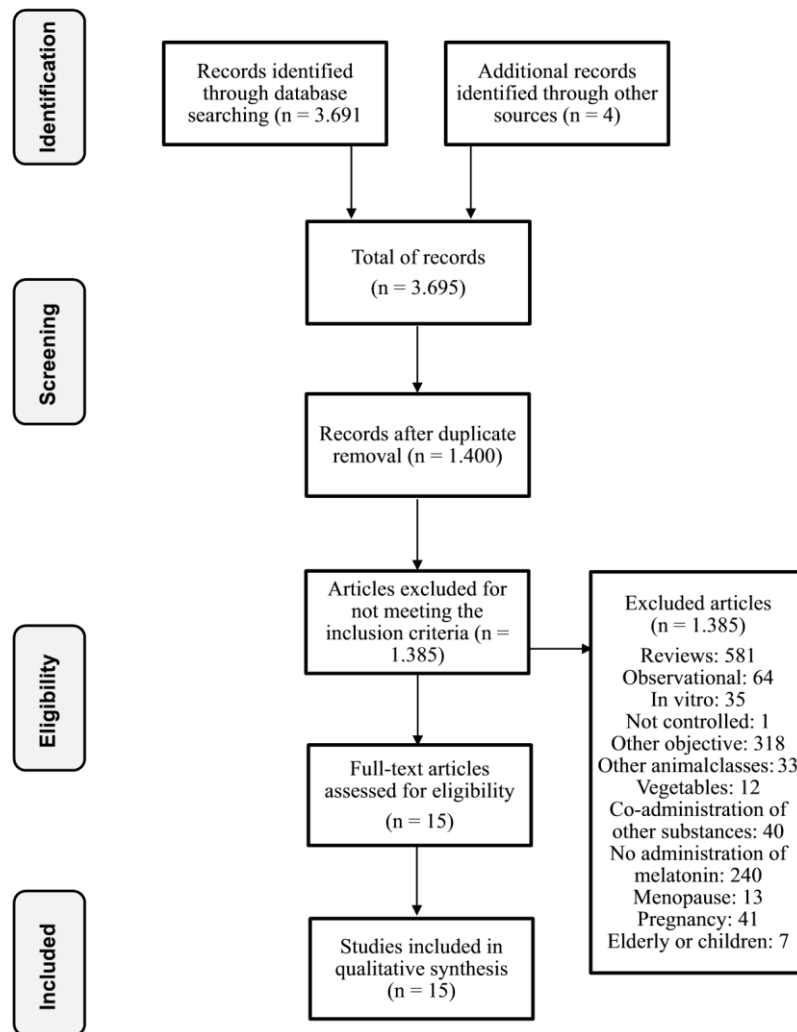 Identification
Records identified
through database
searching (n = 3.691
Additional records
identified through other
sources (n = 4)
Screening
Total of records
(n = 3.695)
Records after duplicate
removal (n = 1.400)
Eligibility
Articles excluded for
not meeting the
inclusion criteria (n =
1.385)
Excluded articles
(n = 1.385)
Reviews: 581
Observational: 64
In vitro: 35
Not controlled: 1
Other objective: 318
Other animalclasses: 33
Vegetables: 12
Co-administration of
other substances: 40
No administration of
melatonin: 240
Menopause: 13
Pregnancy: 41
Elderly or children: 7
Full-text articles
assessed for eligibility
(n = 15)
Included
Studies included in
qualitative synthesis
(n = 15)